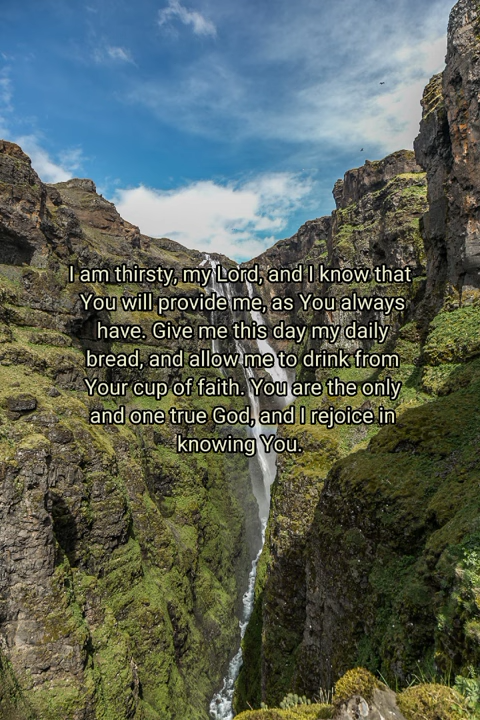 I am thirsty, my Lord, and I know that
You will provide me, as You always
have. Give me this day my daily
bread, and allow me to drink from
Your cup of faith. You are the only
and one true God, and I rejoice in
knowing You.